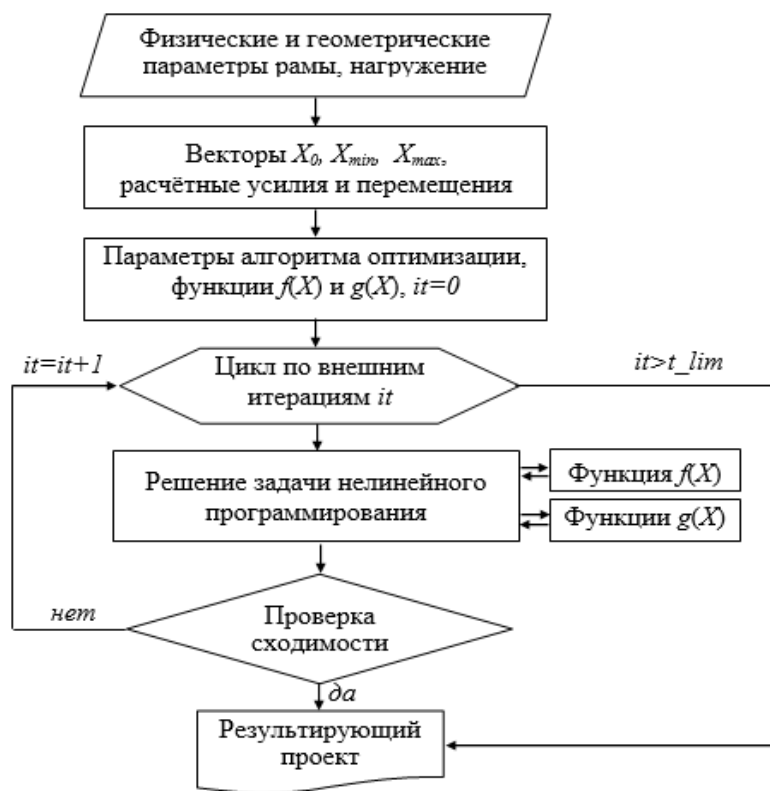 Физические и геометрические
параметры рамы, нагружение
Векторы X0, Xmin, Xmax,
расчётные усилия и перемещения
Параметры алгоритма оптимизации,
функции f(X) и g(X), it=0
it=it+1
Цикл по внешним
итерациям it
it>t_lim
Решение задачи нелинейного
программирования
Функция f(X)
Функции g(X)
нет
Проверка
сходимости
да
Результирующий
проект